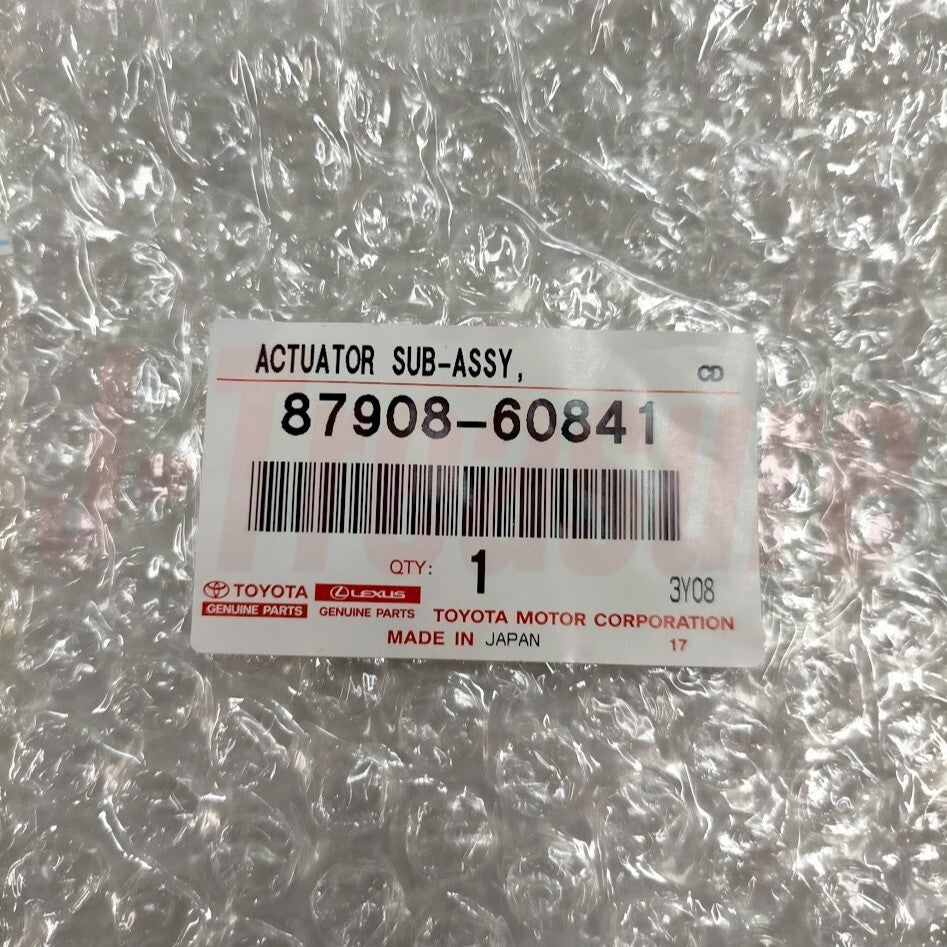 ACTUATOR SUB-ASSY,
CD
87908-60841
QTY: 1
3Y08
TOYOTA LEXUS
GENUINE PARTS GENUINE PARTS TOYOTA MOTOR CORPORATION
MADE IN JAPAN 17
J-Treasure